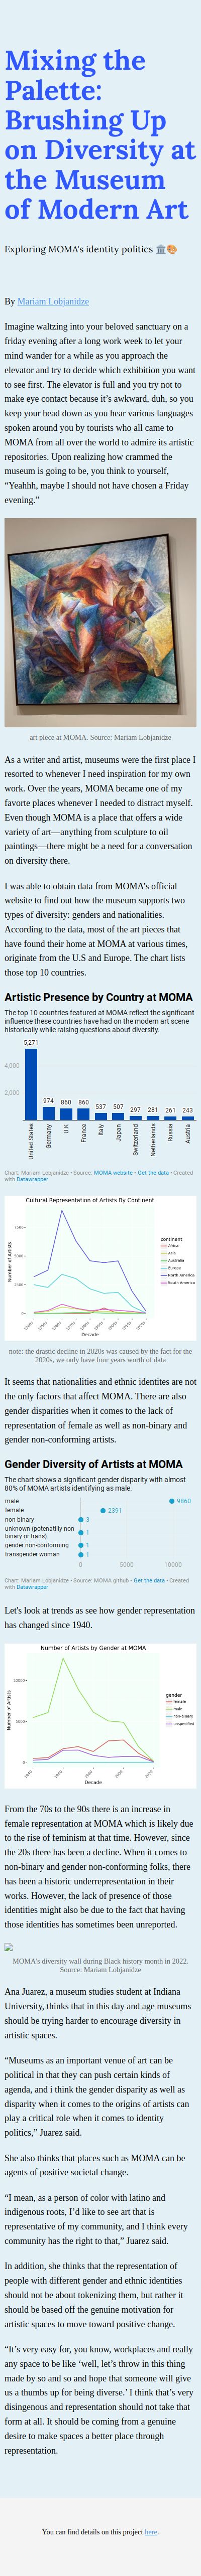 Mixing the
Palette:
Brushing Up
on Diversity at
the Museum
of Modern Art
Exploring MOMA's identity politics 🏛️🎨
By Mariam Lobjanidze
Imagine waltzing into your beloved sanctuary on a
friday evening after a long work week to let your
mind wander for a while as you approach the
elevator and try to decide which exhibition you want
to see first. The elevator is full and you try not to
make eye contact because it's awkward, duh, so you
keep your head down as you hear various languages
spoken around you by tourists who all came to
MOMA from all over the world to admire its artistic
repositories. Upon realizing how crammed the
museum is going to be, you think to yourself,
“Yeahhh, maybe I should not have chosen a Friday
evening.”
art piece at MOMA. Source: Mariam Lobjanidze
As a writer and artist, museums were the first place I
resorted to whenever I need inspiration for my own
work. Over the years, MOMA became one of my
favorte places whenever I needed to distract myself.
Even though MOMA is a place that offers a wide
variety of art—anything from sculpture to oil
paintings—there might be a need for a conversation
on diversity there.
I was able to obtain data from MOMA's official
website to find out how the museum supports two
types of diversity: genders and nationalities.
According to the data, most of the art pieces that
have found their home at MOMA at various times,
originate from the U.S and Europe. The chart lists
those top 10 countries.
Artistic Presence by Country at MOMA
The top 10 countries featured at MOMA reflect the significant
influence these countries have had on the modern art scene
historically while raising questions about diversity.
5,271
4,000
2,000
974
860
860
537
507
297
281
261
243
United States
Germany
U.K
France
Italy
Japan
Switzerland
Netherlands
Russia
Austria
Chart: Mariam Lobjanidze • Source: MOMA website • Get the data • Created
with Datawrapper
Cultural Representation of Artists By Continent
Number of Artists
7500
5000
2500
0
Decade
continent
Africa
Asia
Australia
Europe
North America
South America
note: the drastic decline in 2020s was caused by the fact for the
2020s, we only have four years worth of data
It seems that nationalities and ethnic identites are not
the only factors that affect MOMA. There are also
gender disparities when it comes to the lack of
representation of female as well as non-binary and
gender non-conforming artists.
Gender Diversity of Artists at MOMA
The chart shows a significant gender disparity with almost
80% of MOMA artists identifying as male.
male
9860
female
2391
non-binary
3
unknown (potenatilly non-
binary or trans)
1
gender non-conforming
1
transgender woman
1
0
5000
10000
Chart: Mariam Lobjanidze • Source: MOMA github • Get the data • Created
with Datawrapper
Let's look at trends as see how gender representation
has changed since 1940.
Number of Artists by Gender at MOMA
Number of Artists
10000
5000
0
Decade
gender
female
male
non-binary
unspecified
From the 70s to the 90s there is an increase in
female representation at MOMA which is likely due
to the rise of feminism at that time. However, since
the 20s there has been a decline. When it comes to
non-binary and gender non-conforming folks, there
has been a historic underrepresentation in their
works. However, the lack of presence of those
identities might also be due to the fact that having
those identities has sometimes been unreported.
MOMA's diversity wall during Black history month in 2022.
Source: Mariam Lobjanidze
Ana Juarez, a museum studies student at Indiana
University, thinks that in this day and age museums
should be trying harder to encourage diversity in
artistic spaces.
“Museums as an important venue of art can be
political in that they can push certain kinds of
agenda, and i think the gender disparity as well as
disparity when it comes to the origins of artists can
play a critical role when it comes to identity
politics,” Juarez said.
She also thinks that places such as MOMA can be
agents of positive societal change.
“I mean, as a person of color with latino and
indigenous roots, I'd like to see art that is
representative of my community, and I think every
community has the right to that,” Juarez said.
In addition, she thinks that the representation of
people with different gender and ethnic identities
should not be about tokenizing them, but rather it
should be based off the genuine motivation for
artistic spaces to move toward positive change.
“It's very easy for, you know, workplaces and really
any space to be like ‘well, let's throw in this thing
made by so and so and hope that someone will give
us a thumbs up for being diverse.’ I think that's very
disingenous and representation should not take that
form at all. It should be coming from a genuine
desire to make spaces a better place through
representation.
You can find details on this project here.